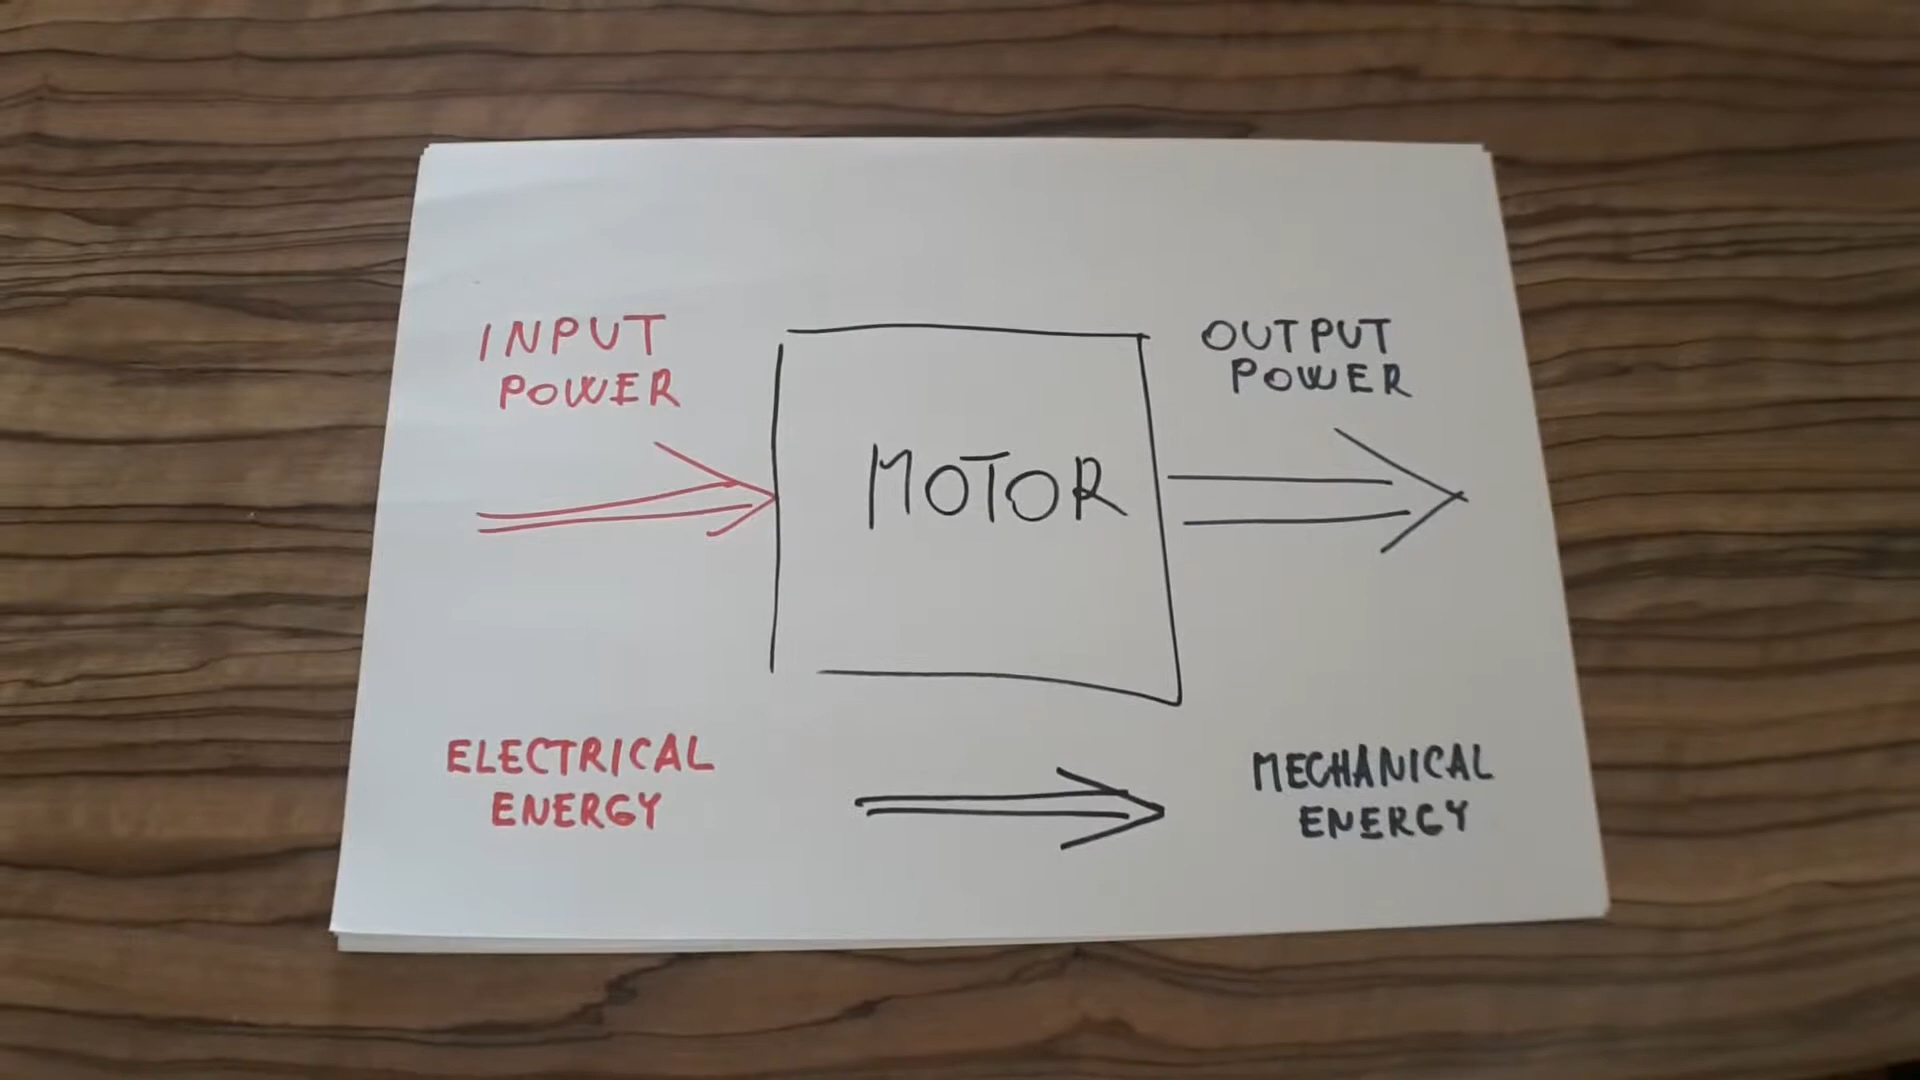 INPUT
POWER
MOTOR
OUTPUT
POWER
ELECTRICAL
ENERGY
MECHANICAL
ENERGY